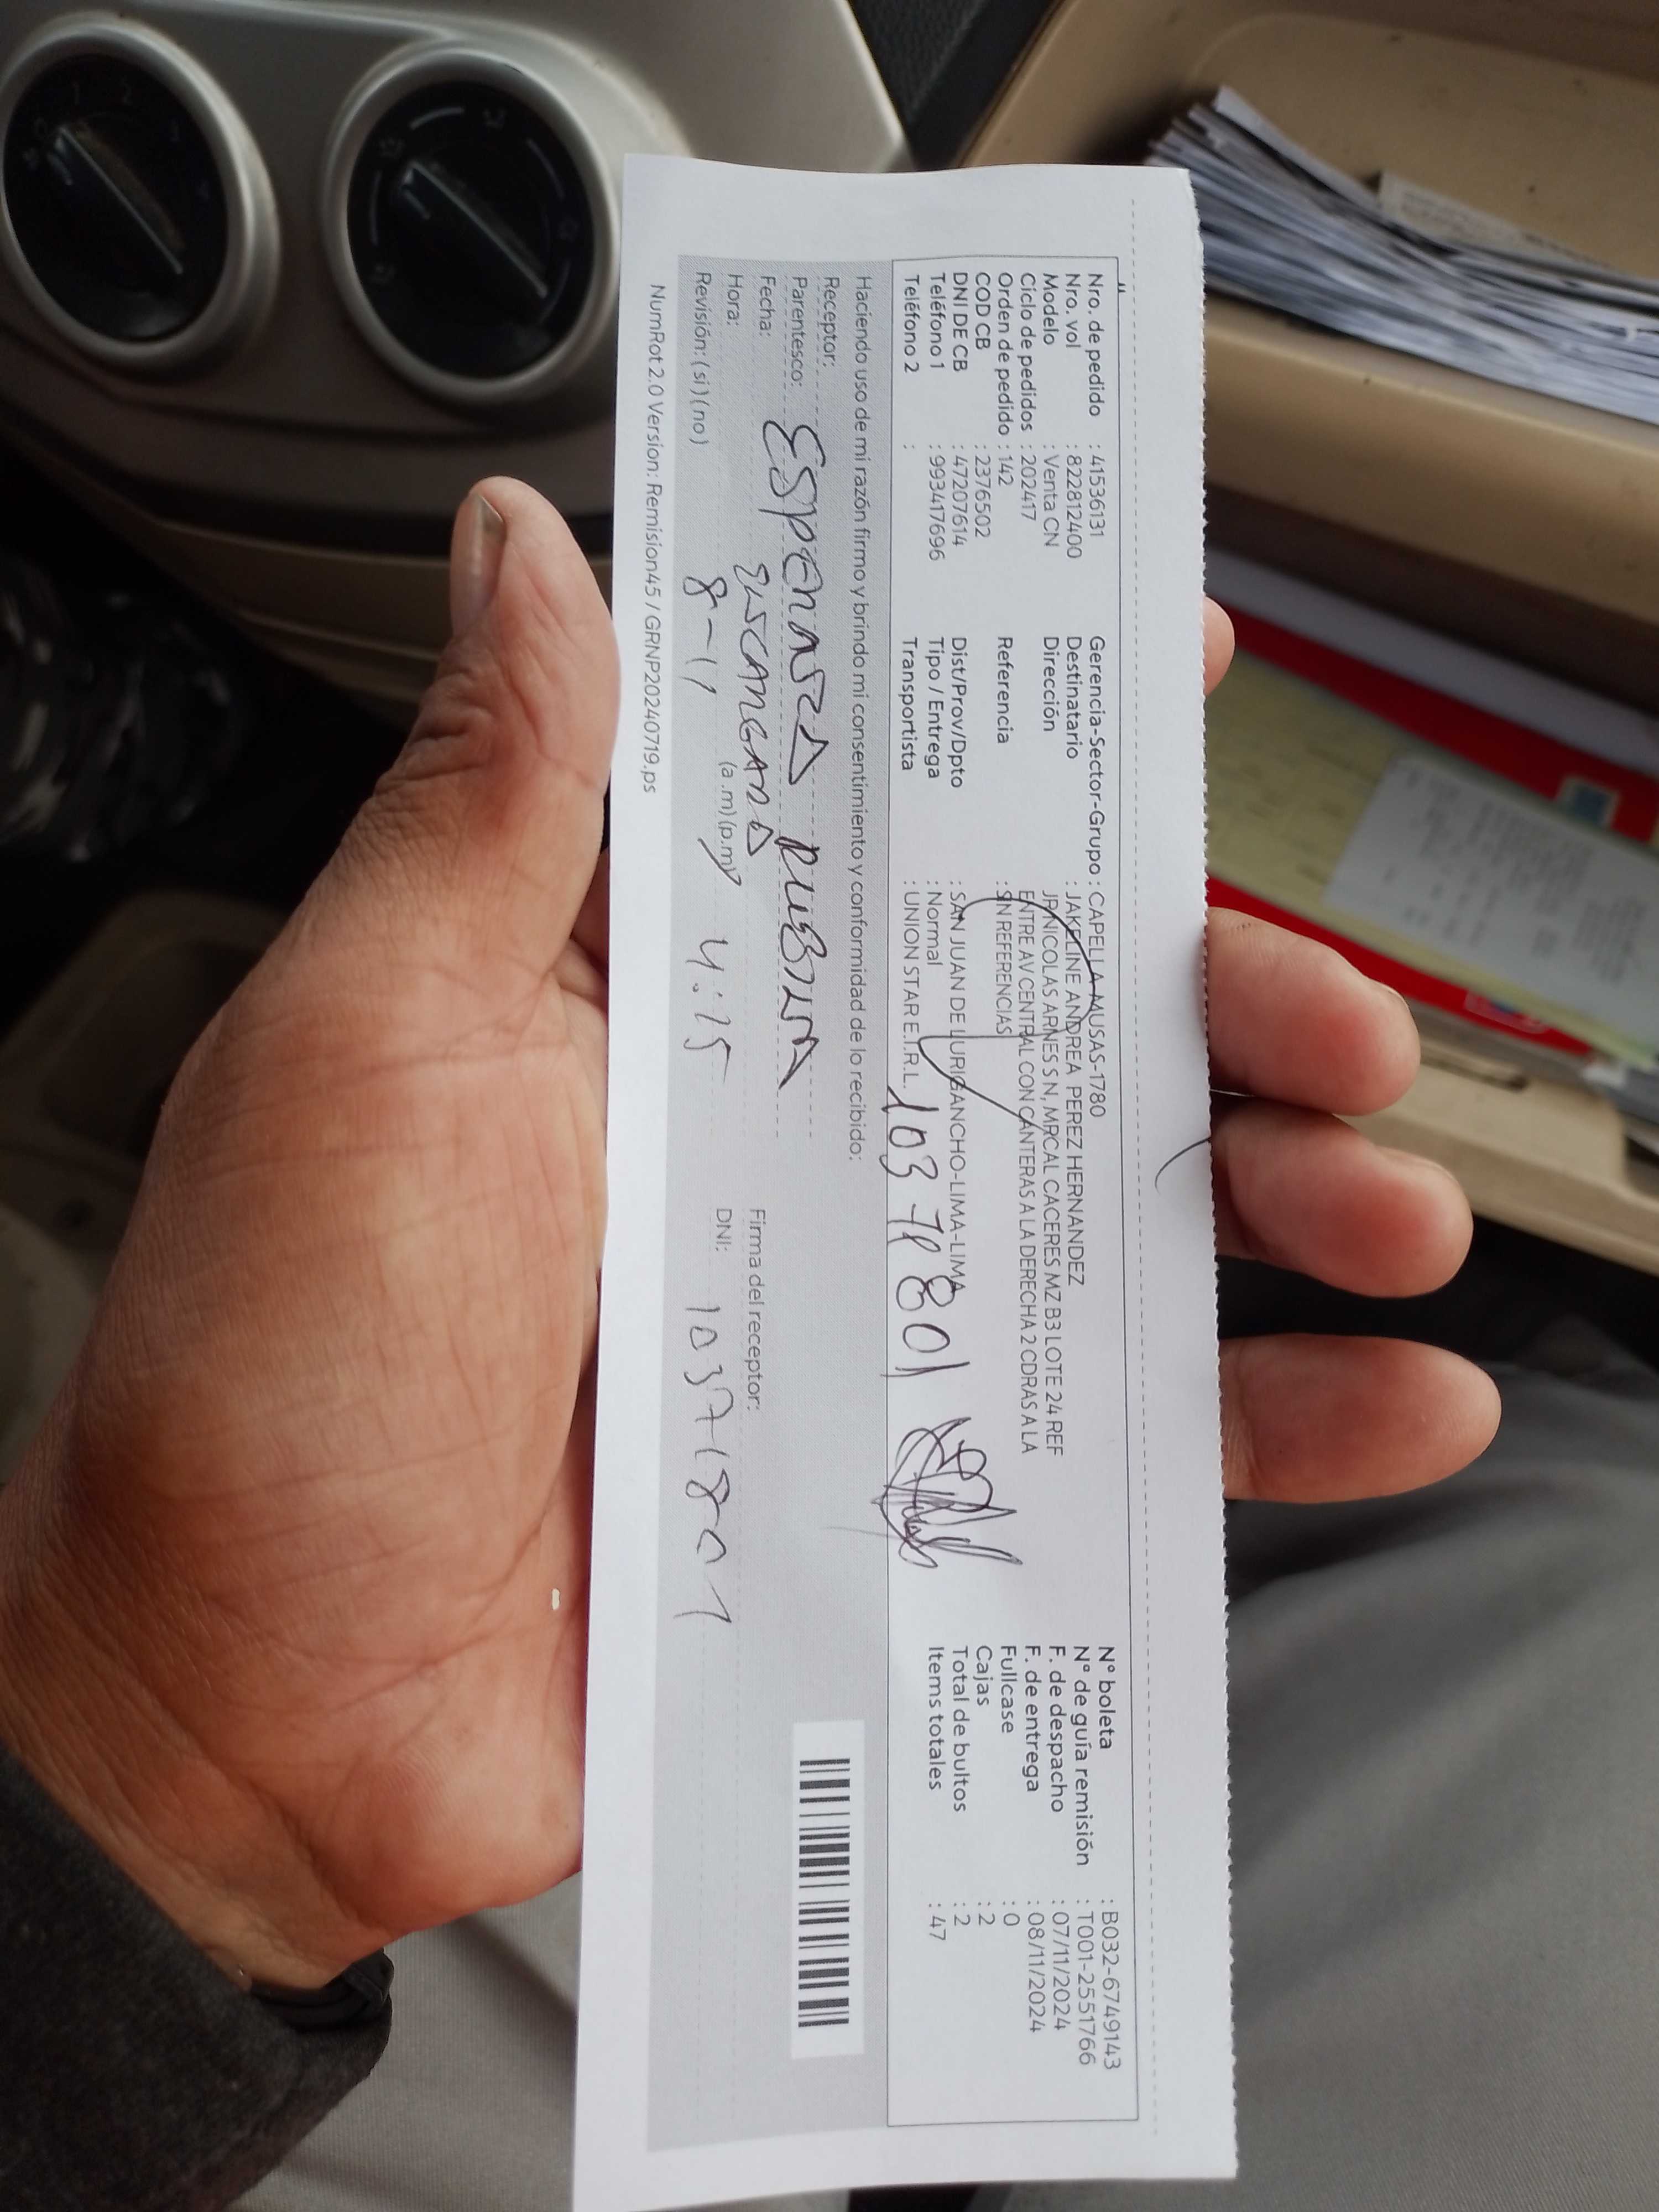 Nro. de pedido : 41536131
Nro. vol : 822812400
Modelo : Venta CN
Ciclo de pedidos : 202417
Orden de pedido : 142
COD CB : 2376502
DNI DE CB : 47207614
Teléfono 1 : 993417696
Teléfono 2 :
Gerencia-Sector-Grupo : CAPELLA-MUSAS-1780
Destinatario : JAKELINE ANDREA PEREZ HERNANDEZ
Dirección JR NICOLAS ARNES S N, MRCAL CACERES MZ B3 LOTE 24 REF
ENTRE AV CENTRAL CON CANTERAS A LA DERECHA 2 CDRAS A LA
Referencia : SIN REFERENCIAS
Dist/Prov/Dpto : SAN JUAN DE LURIGANCHO-LIMA-LIMA
Tipo / Entrega : Normal
Transportista : UNION STAR E.I.R.L.
Nº boleta : B032-6749143
Nº de guía remisión : T001-2551766
F. de despacho : 07/11/2024
F. de entrega : 08/11/2024
Fullcase : 0
Cajas : 2
Total de bultos : 2
Items totales : 47
10378801
Haciendo uso de mi razón firmo y brindo mi consentimiento y conformidad de lo recibido:
Receptor:
Parentesco: Esperanza
Fecha: 8-11
Hora: (a.m)(p.m) 4:15
Revisión: (si) (no)
Firma del receptor:
DNI: 10371801
NumRot 2.0 Version: Remision45 / GRNP20240719.ps